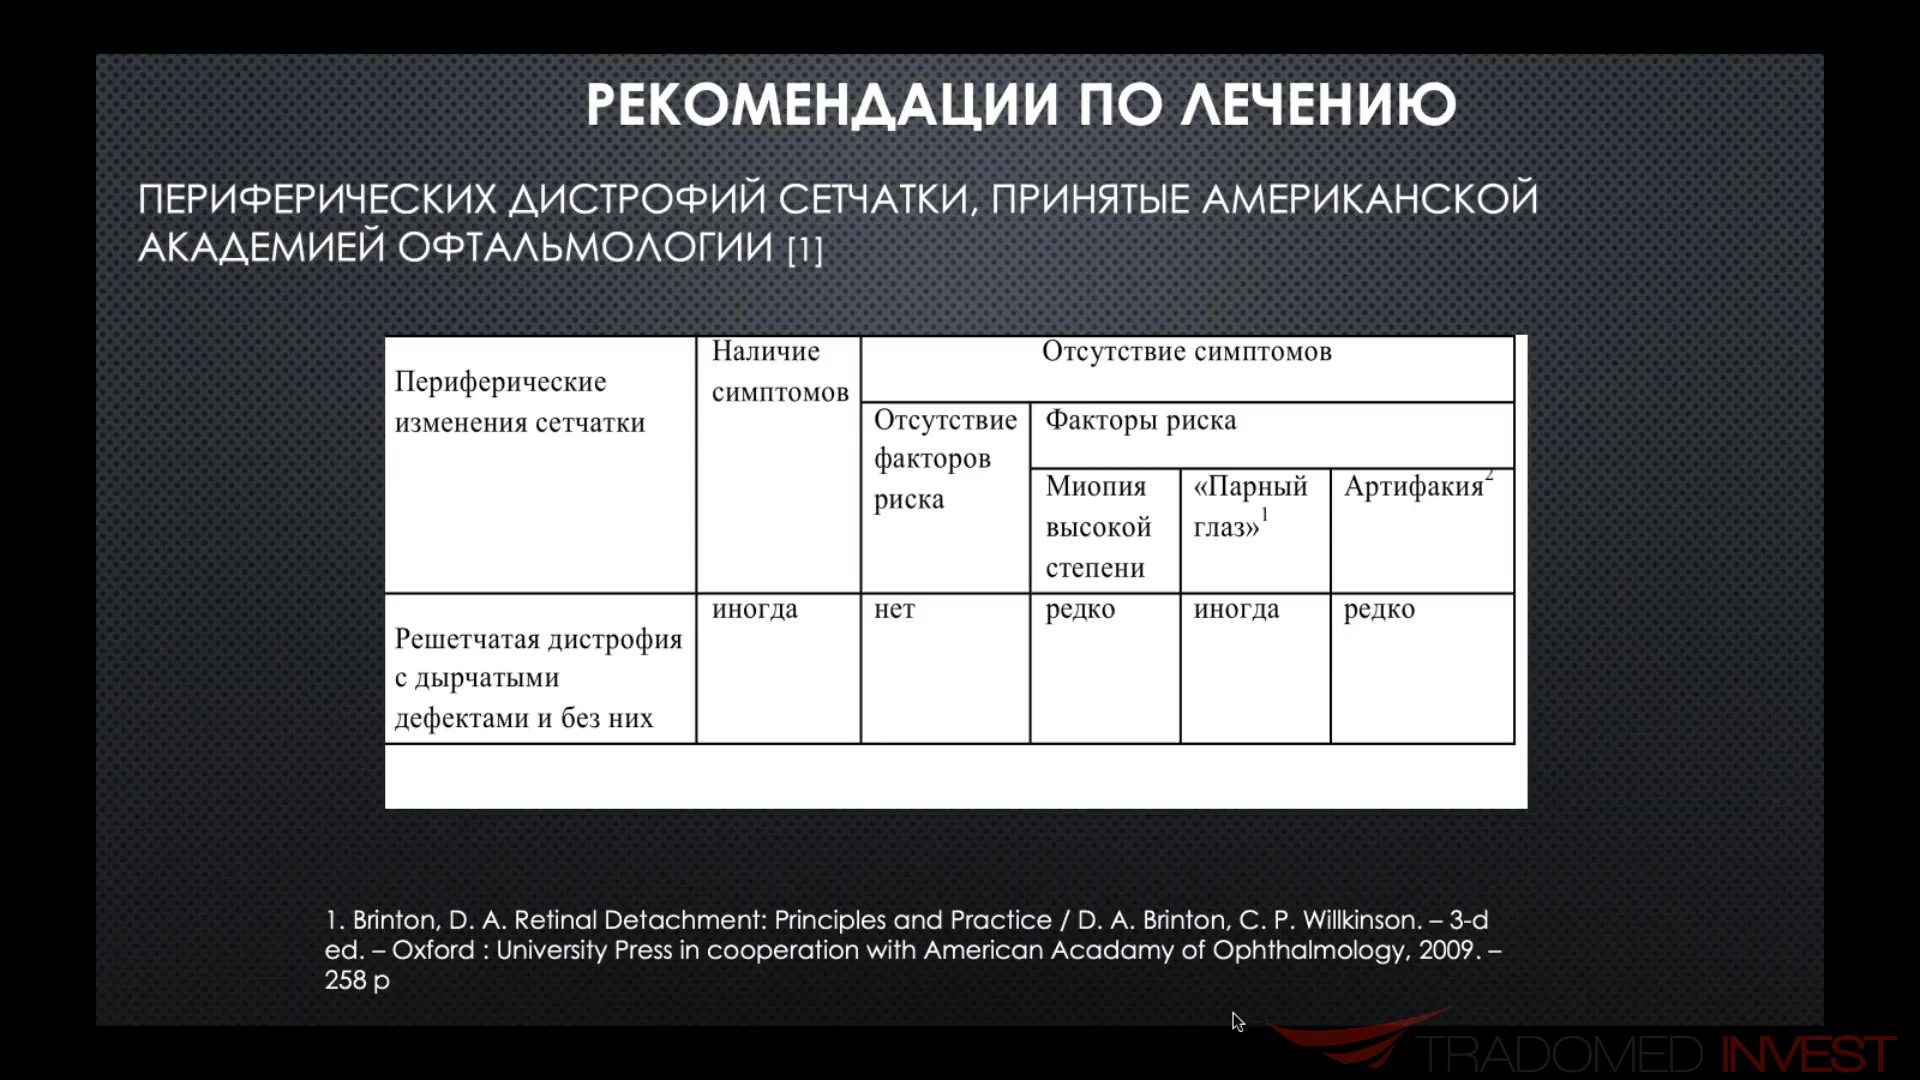 РЕКОМЕНДАЦИИ ПО ЛЕЧЕНИЮ
ПЕРИФЕРИЧЕСКИХ ДИСТРОФИЙ СЕТЧАТКИ, ПРИНЯТЫЕ АМЕРИКАНСКОЙ
АКАДЕМИЕЙ ОФТАЛЬМОЛОГИИ [1]
Периферические
изменения сетчатки
Наличие
симптомов
Отсутствие симптомов
Отсутствие
факторов
риска
Факторы риска
Миопия
высокой
степени
«Парный
глаз»1
Артифакия2
Решетчатая дистрофия
с дырчатыми
дефектами и без них
иногда
нет
редко
иногда
редко
1. Brinton, D. A. Retinal Detachment: Principles and Practice / D. A. Brinton, C. P. Willkinson. – 3-d
ed. – Oxford : University Press in cooperation with American Acadamy of Ophthalmology, 2009. –
258 p
TRADOMED INVEST